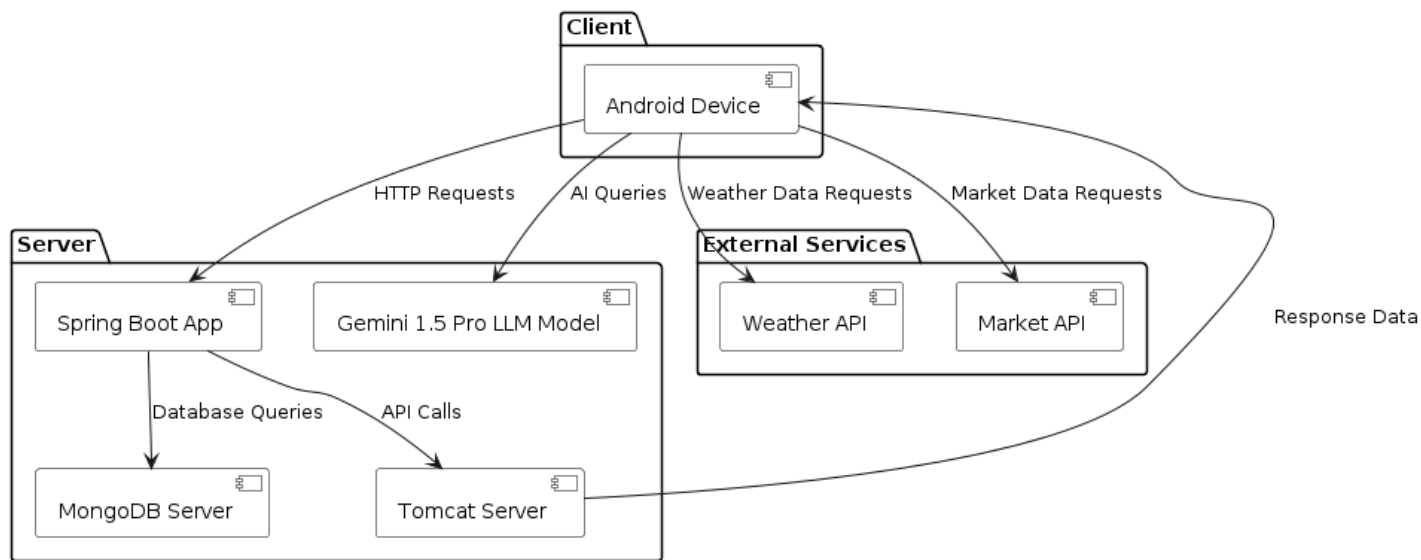 Client
Android Device
HTTP Requests
AI Queries
Weather Data Requests
Market Data Requests
Server
External Services
Spring Boot App
Gemini 1.5 Pro LLM Model
Weather API
Market API
Response Data
Database Queries
API Calls
MongoDB Server
Tomcat Server